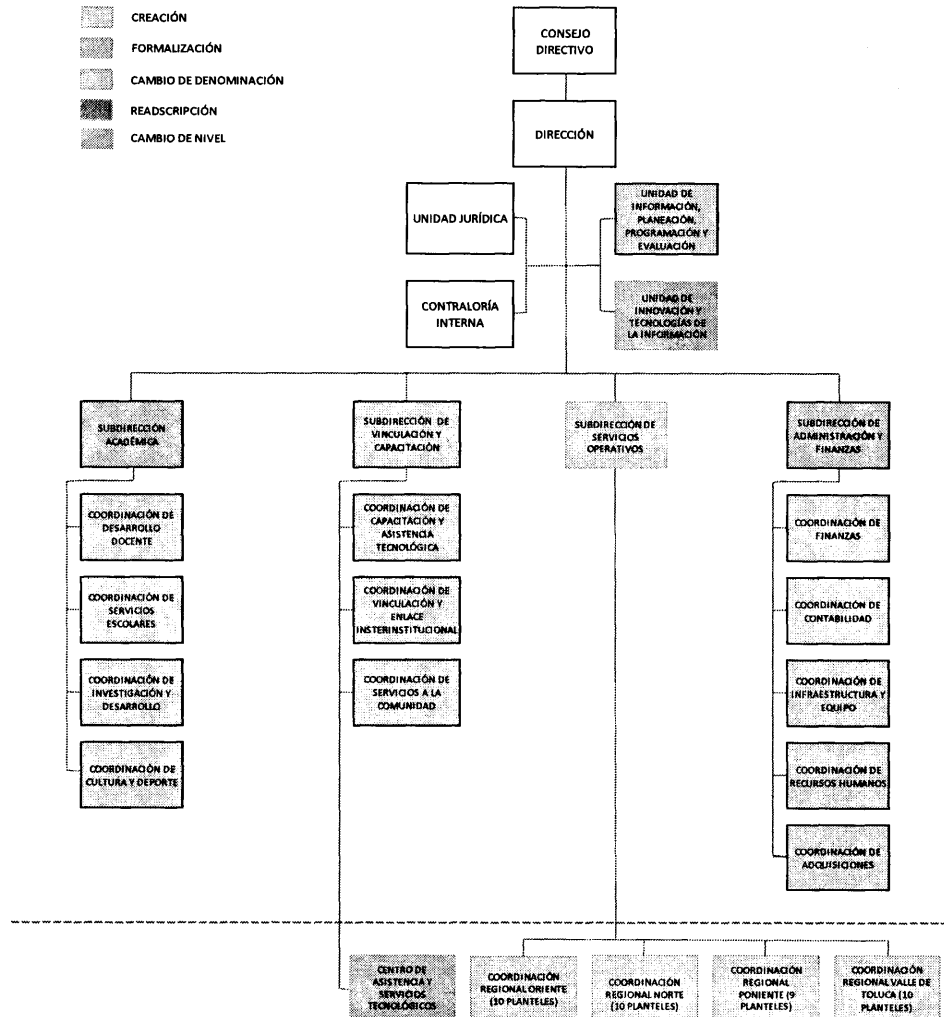 CREACIÓN
FORMALIZACIÓN
CAMBIO DE DENOMINACIÓN
READSCRIPCIÓN
CAMBIO DE NIVEL
CONSEJO
DIRECTIVO
DIRECCIÓN
UNIDAD JURÍDICA
UNIDAD DE
INFORMACIÓN,
PLANEACIÓN,
PROGRAMACIÓN Y
EVALUACIÓN
CONTRALORÍA
INTERNA
UNIDAD DE
INNOVACIÓN Y
TECNOLOGÍAS DE
LA INFORMACIÓN
SUBDIRECCIÓN
ACADÉMICA
SUBDIRECCIÓN DE
VINCULACIÓN Y
CAPACITACIÓN
SUBDIRECCIÓN DE
SERVICIOS
OPERATIVOS
SUBDIRECCIÓN DE
ADMINISTRACIÓN Y
FINANZAS
COORDINACIÓN DE
DESARROLLO
DOCENTE
COORDINACIÓN DE
SERVICIOS
ESCOLARES
COORDINACIÓN DE
INVESTIGACIÓN Y
DESARROLLO
COORDINACIÓN DE
CULTURA Y DEPORTE
COORDINACIÓN DE
CAPACITACIÓN Y
ASISTENCIA
TECNOLÓGICA
COORDINACIÓN DE
VINCULACIÓN Y
ENLACE
INSTERINSTITUCIONAL
COORDINACIÓN DE
SERVICIOS A LA
COMUNIDAD
COORDINACIÓN DE
FINANZAS
COORDINACIÓN DE
CONTABILIDAD
COORDINACIÓN DE
INFRAESTRUCTURA Y
EQUIPO
COORDINACIÓN DE
RECURSOS HUMANOS
COORDINACIÓN DE
ADQUISICIONES
CENTRO DE
ASISTENCIA Y
SERVICIOS
TECNOLÓGICOS
COORDINACIÓN
REGIONAL ORIENTE
(10 PLANTELES)
COORDINACIÓN
REGIONAL NORTE
(10 PLANTELES)
COORDINACIÓN
REGIONAL
PONIENTE (9
PLANTELES)
COORDINACIÓN
REGIONAL VALLE DE
TOLUCA (10
PLANTELES)